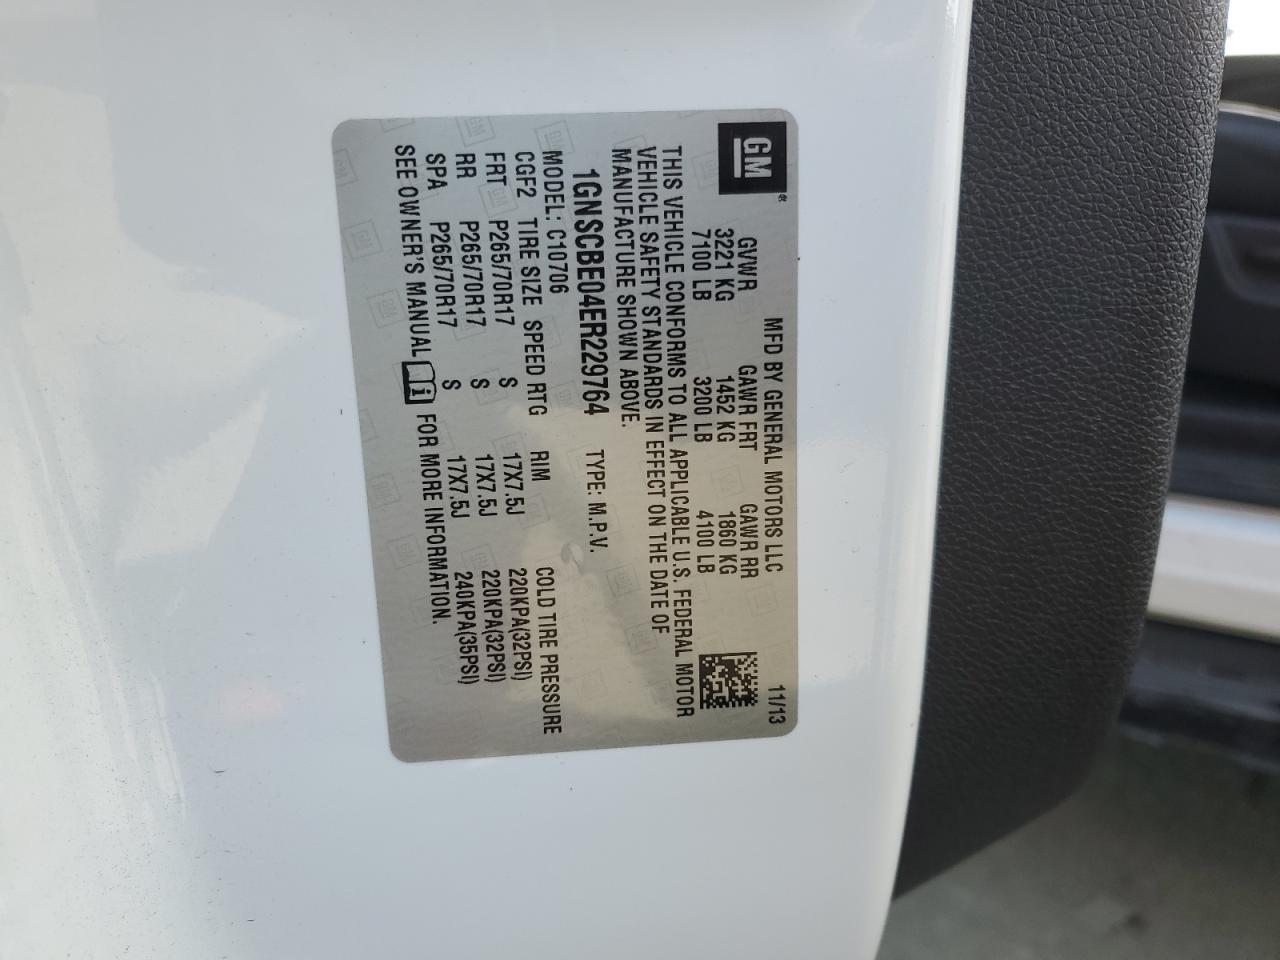 GM
MFD BY GENERAL MOTORS LLC 11/13
GVWR GAWR FRT GAWR RR
3221 KG 1452 KG 1860 KG
7100 LB 3200 LB 4100 LB
THIS VEHICLE CONFORMS TO ALL APPLICABLE U.S. FEDERAL MOTOR
VEHICLE SAFETY STANDARDS IN EFFECT ON THE DATE OF
MANUFACTURE SHOWN ABOVE.
1GNSCBE04ER229764 TYPE: M.P.V.
MODEL: C10706
CGF2 TIRE SIZE SPEED RTG RIM COLD TIRE PRESSURE
FRT P265/70R17 S 17X7.5J 220KPA(32PSI)
RR P265/70R17 S 17X7.5J 220KPA(32PSI)
SPA P265/70R17 S 17X7.5J 240KPA(35PSI)
SEE OWNER'S MANUAL i FOR MORE INFORMATION.